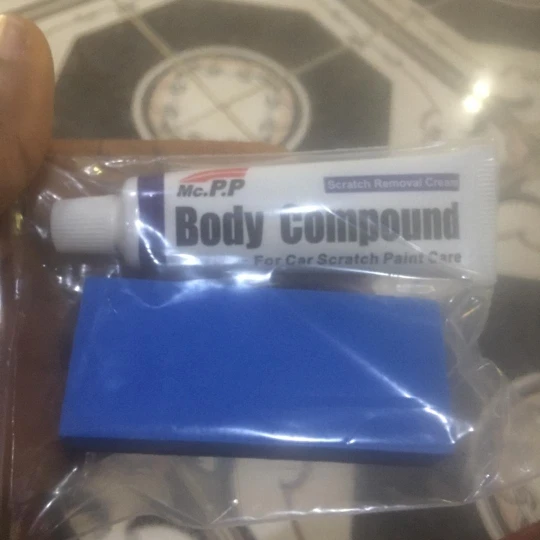 Mc.P.P
Scratch Removal Cream
Body Compound
For Car Scratch Paint Care